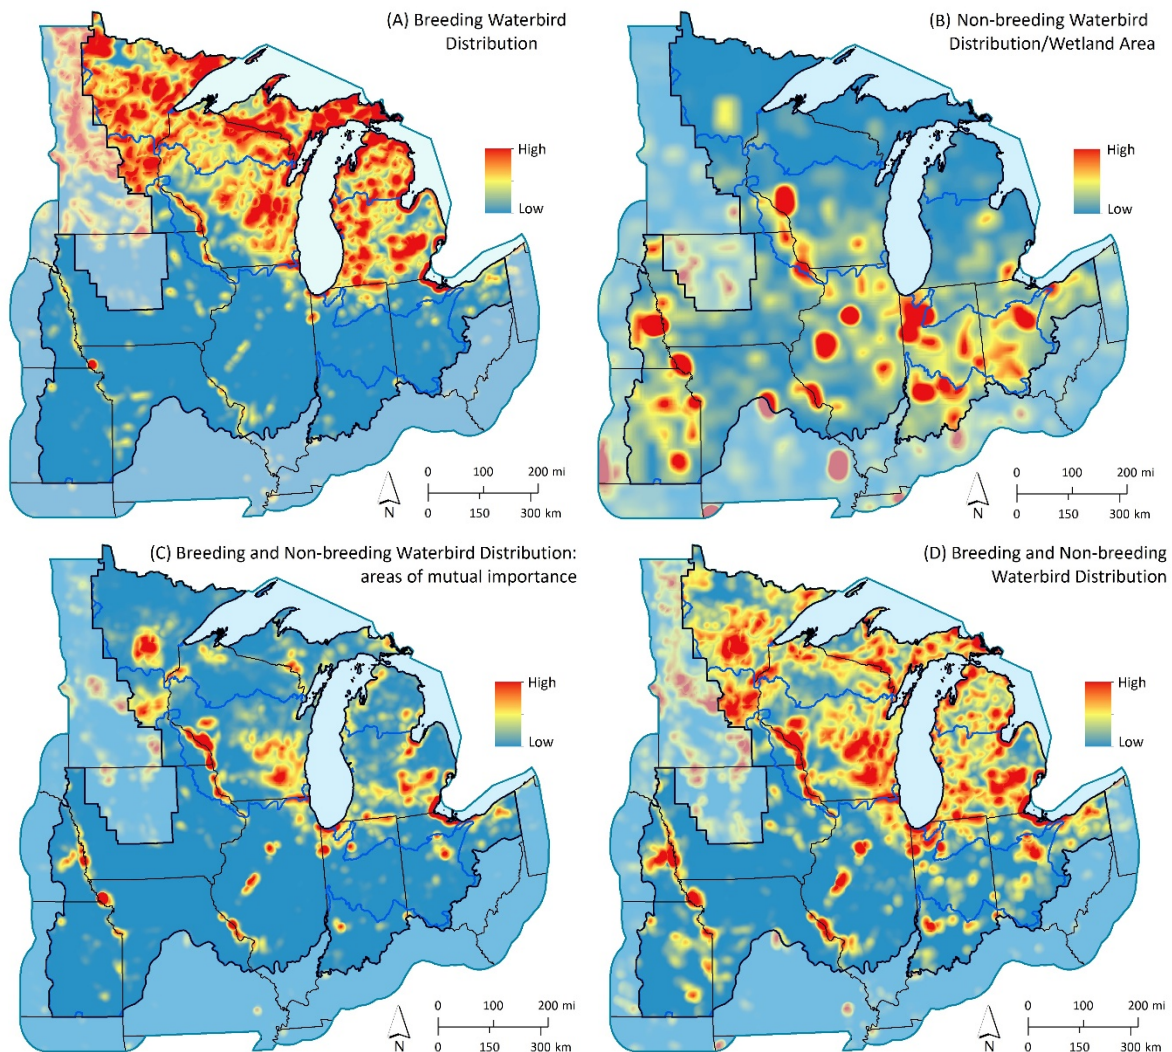 (A) Breeding Waterbird
Distribution
High
Low
0 100 200 mi
N
0 150 300 km
(B) Non-breeding Waterbird
Distribution/Wetland Area
High
Low
0 100 200 mi
N
0 150 300 km
(C) Breeding and Non-breeding Waterbird Distribution:
areas of mutual importance
High
Low
0 100 200 mi
N
0 150 300 km
(D) Breeding and Non-breeding
Waterbird Distribution
High
Low
0 100 200 mi
N
0 150 300 km